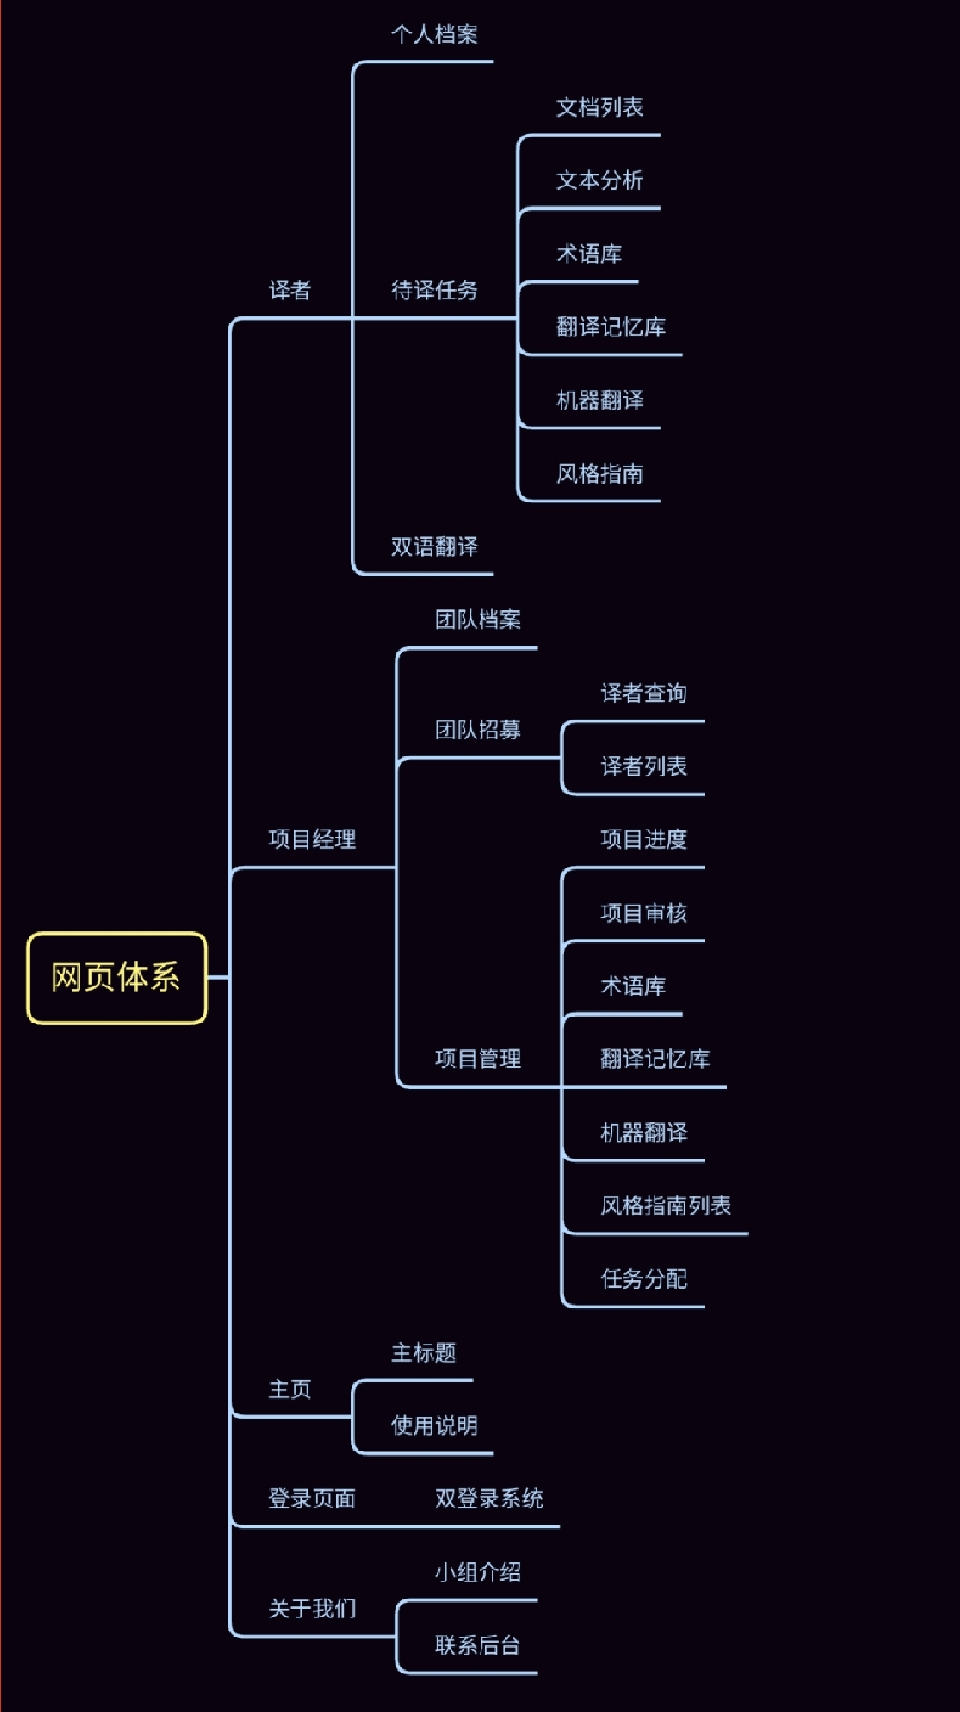 个人档案
文档列表
文本分析
术语库
译者
待译任务
翻译记忆库
机器翻译
风格指南
双语翻译
团队档案
译者查询
团队招募
译者列表
项目经理
项目进度
项目审核
网页体系
术语库
项目管理
翻译记忆库
机器翻译
风格指南列表
任务分配
主标题
主页
使用说明
登录页面
双登录系统
小组介绍
关于我们
联系后台